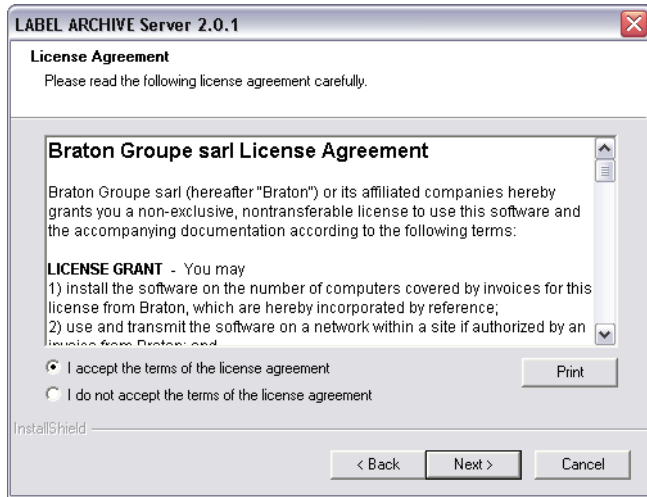 LABEL ARCHIVE Server 2.0.1
License Agreement
Please read the following license agreement carefully.
Braton Groupe sarl License Agreement
Braton Groupe sarl (hereafter "Braton") or its affiliated companies hereby
grants you a non-exclusive, nontransferable license to use this software and
the accompanying documentation according to the following terms:
LICENSE GRANT - You may
1) install the software on the number of computers covered by invoices for this
license from Braton, which are hereby incorporated by reference;
2) use and transmit the software on a network within a site if authorized by an
invoice from Braton; and
I accept the terms of the license agreement
Print
I do not accept the terms of the license agreement
InstallShield
< Back
Next >
Cancel